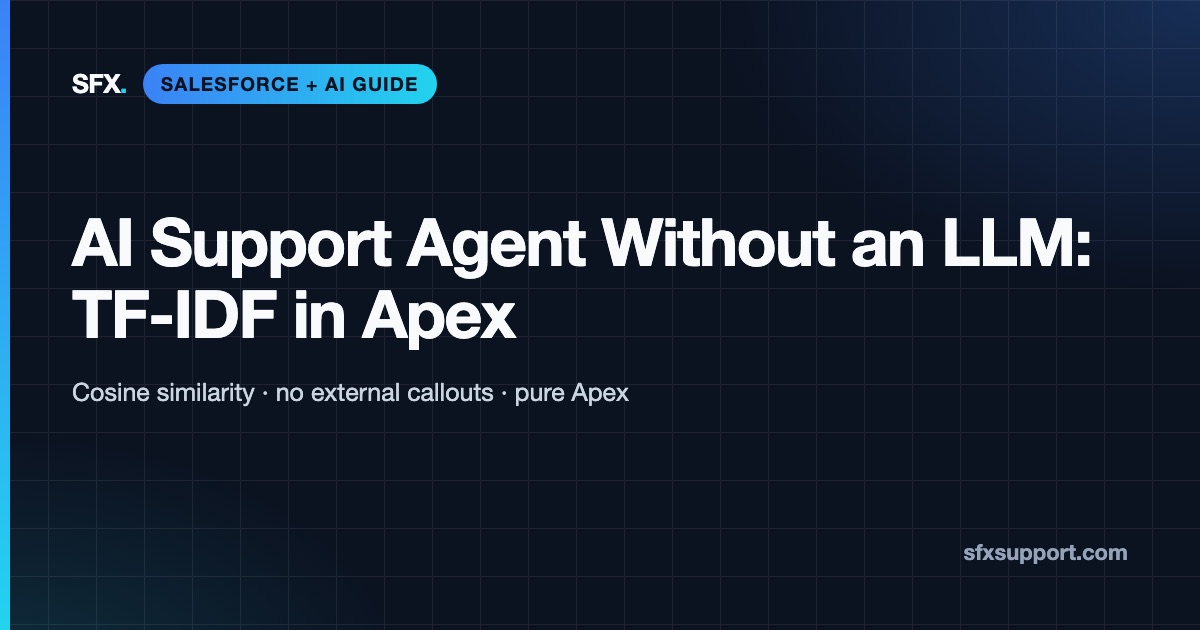 SFX. SALESFORCE + AI GUIDE
AI Support Agent Without an LLM:
TF-IDF in Apex
Cosine similarity · no external callouts · pure Apex
sfxsupport.com